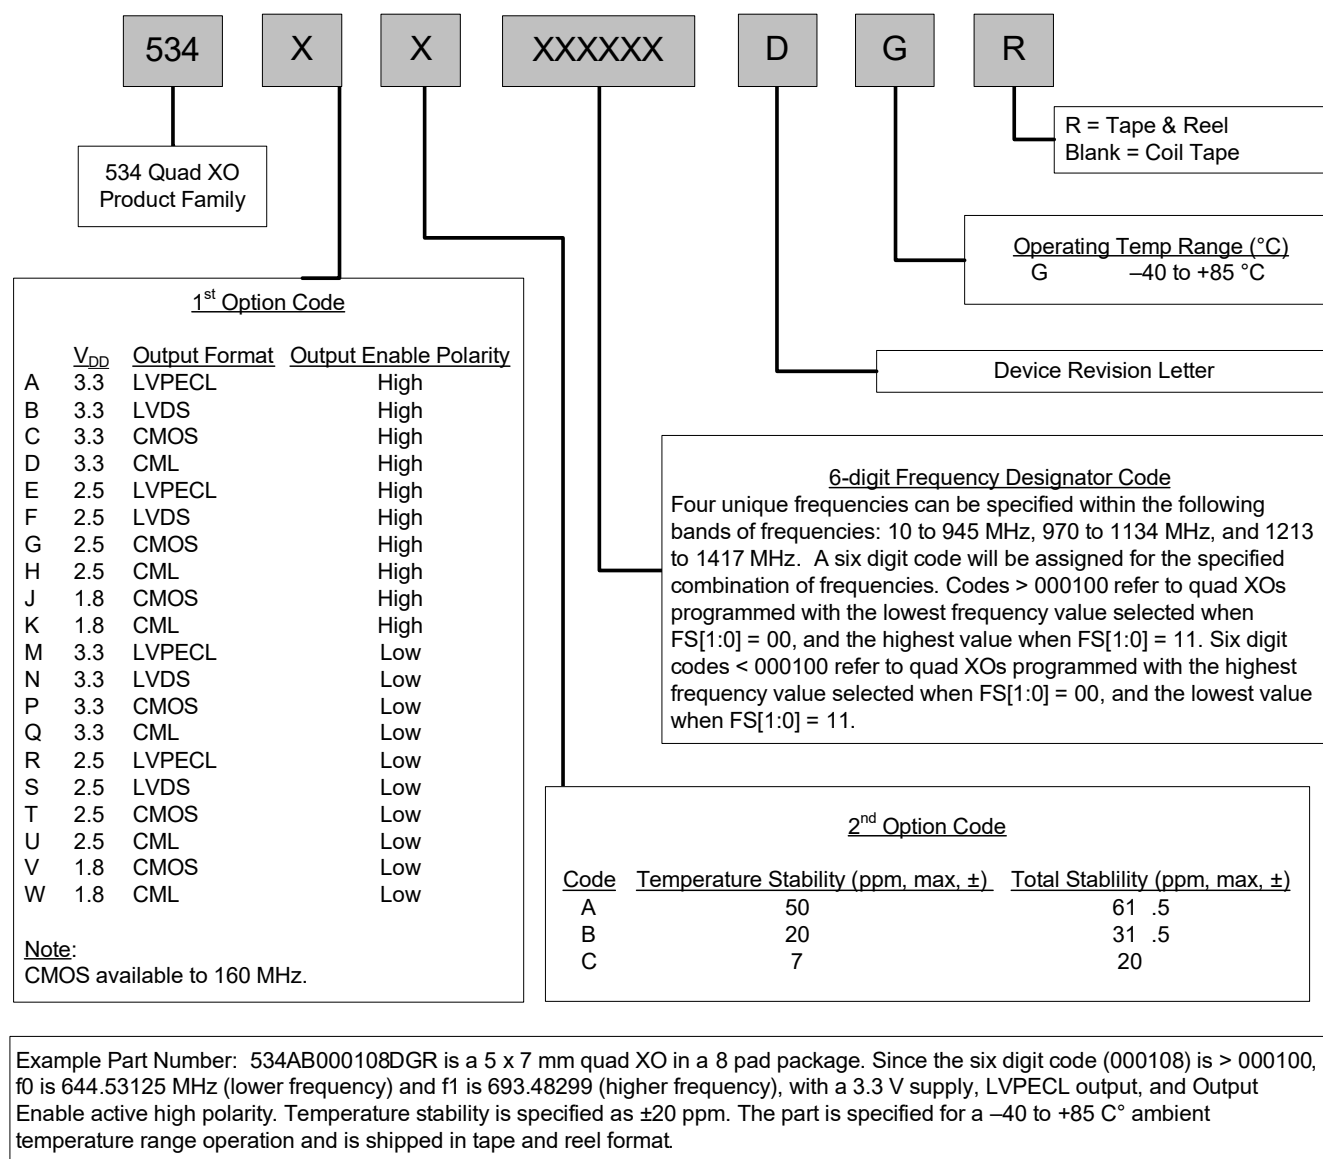 534 X X XXXXXX D G R
R = Tape & Reel
Blank = Coil Tape
534 Quad XO
Product Family
Operating Temp Range (°C)
G –40 to +85 °C
Device Revision Letter
1st Option Code
VDD Output Format Output Enable Polarity
A 3.3 LVPECL High
B 3.3 LVDS High
C 3.3 CMOS High
D 3.3 CML High
E 2.5 LVPECL High
F 2.5 LVDS High
G 2.5 CMOS High
H 2.5 CML High
J 1.8 CMOS High
K 1.8 CML High
M 3.3 LVPECL Low
N 3.3 LVDS Low
P 3.3 CMOS Low
Q 3.3 CML Low
R 2.5 LVPECL Low
S 2.5 LVDS Low
T 2.5 CMOS Low
U 2.5 CML Low
V 1.8 CMOS Low
W 1.8 CML Low
Note:
CMOS available to 160 MHz.
6-digit Frequency Designator Code
Four unique frequencies can be specified within the following
bands of frequencies: 10 to 945 MHz, 970 to 1134 MHz, and 1213
to 1417 MHz. A six digit code will be assigned for the specified
combination of frequencies. Codes > 000100 refer to quad XOs
programmed with the lowest frequency value selected when
FS[1:0] = 00, and the highest value when FS[1:0] = 11. Six digit
codes < 000100 refer to quad XOs programmed with the highest
frequency value selected when FS[1:0] = 00, and the lowest value
when FS[1:0] = 11.
2nd Option Code
Code Temperature Stability (ppm, max, ±) Total Stablility (ppm, max, ±)
A 50 61 .5
B 20 31 .5
C 7 20
Example Part Number: 534AB000108DGR is a 5 x 7 mm quad XO in a 8 pad package. Since the six digit code (000108) is > 000100,
f0 is 644.53125 MHz (lower frequency) and f1 is 693.48299 (higher frequency), with a 3.3 V supply, LVPECL output, and Output
Enable active high polarity. Temperature stability is specified as ±20 ppm. The part is specified for a –40 to +85 C° ambient
temperature range operation and is shipped in tape and reel format.